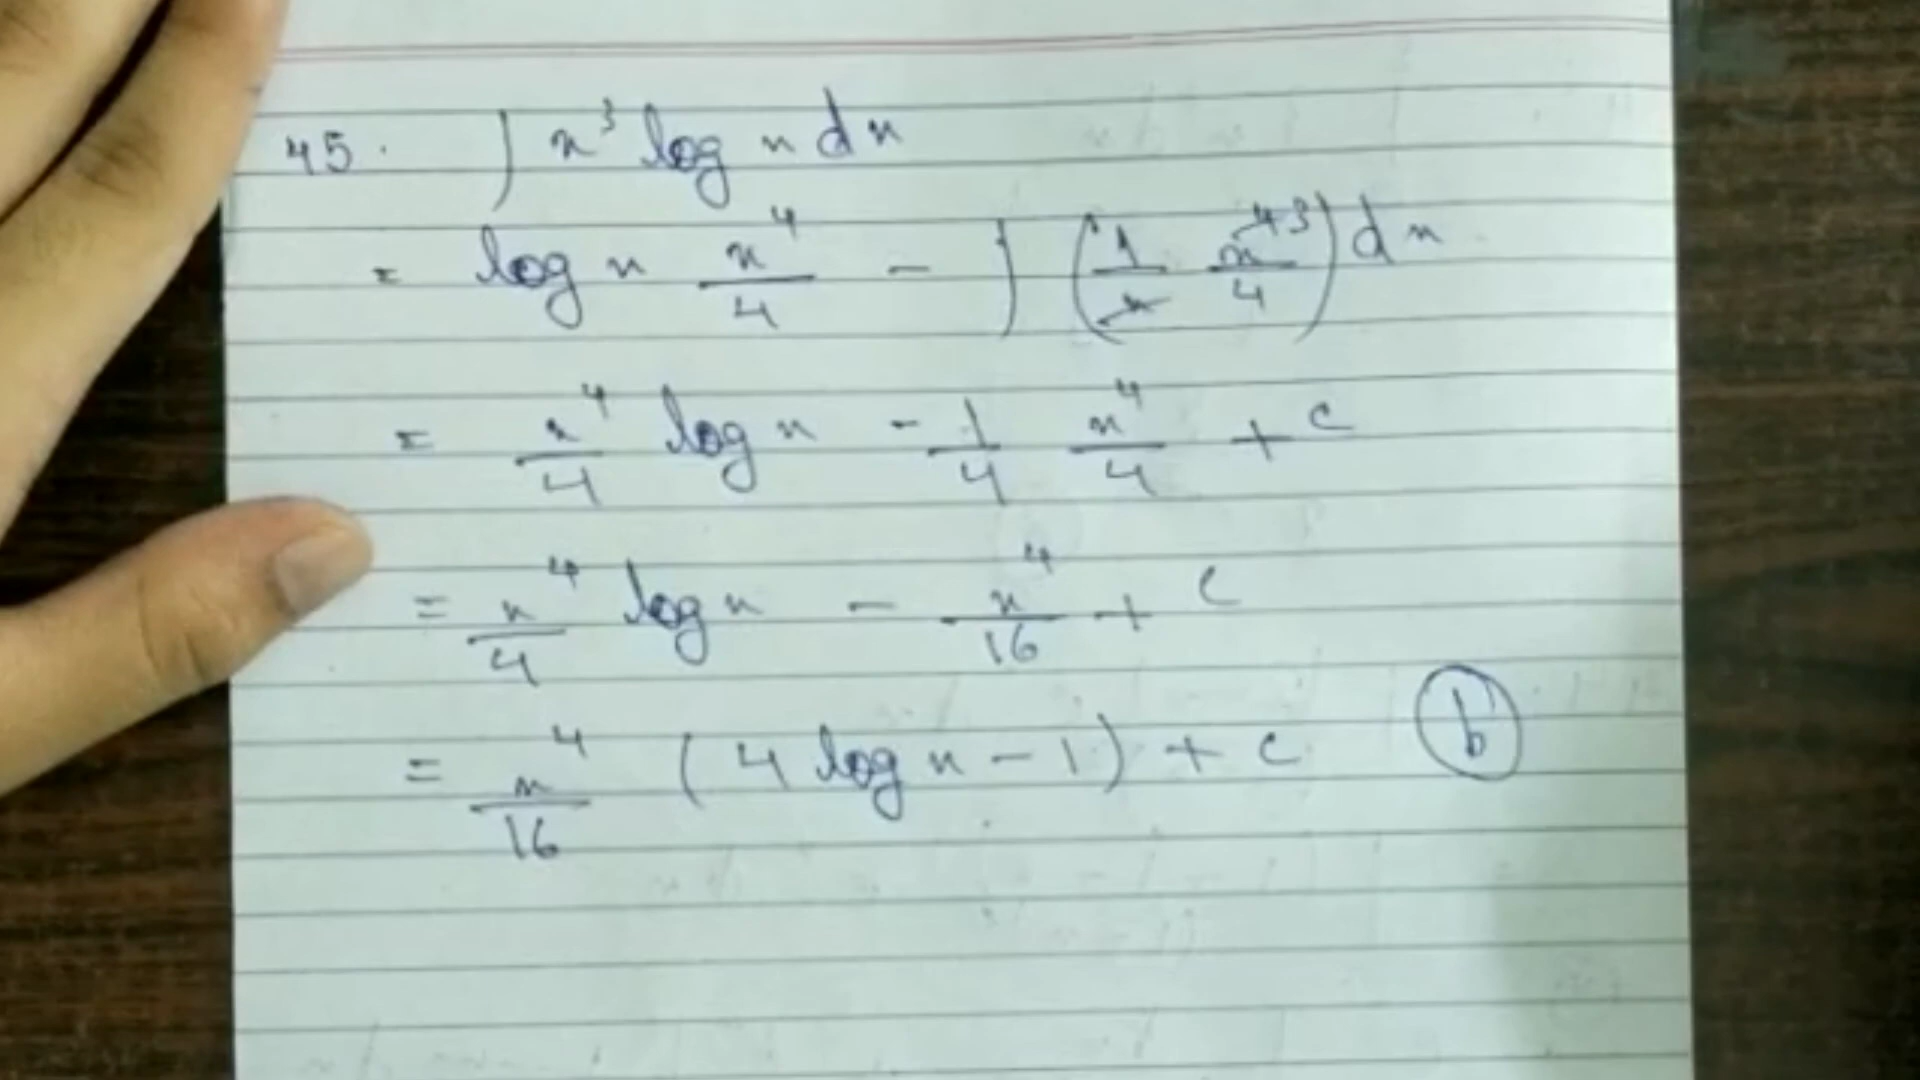 45. ∫ x³ log x dx
= log x x⁴/4 - ∫ (1/x x⁴³/4) dx
= x⁴/4 log x - 1/4 x⁴/4 + c
= x⁴/4 log x - x⁴/16 + c
= x⁴/16 (4 log x - 1) + c (b)